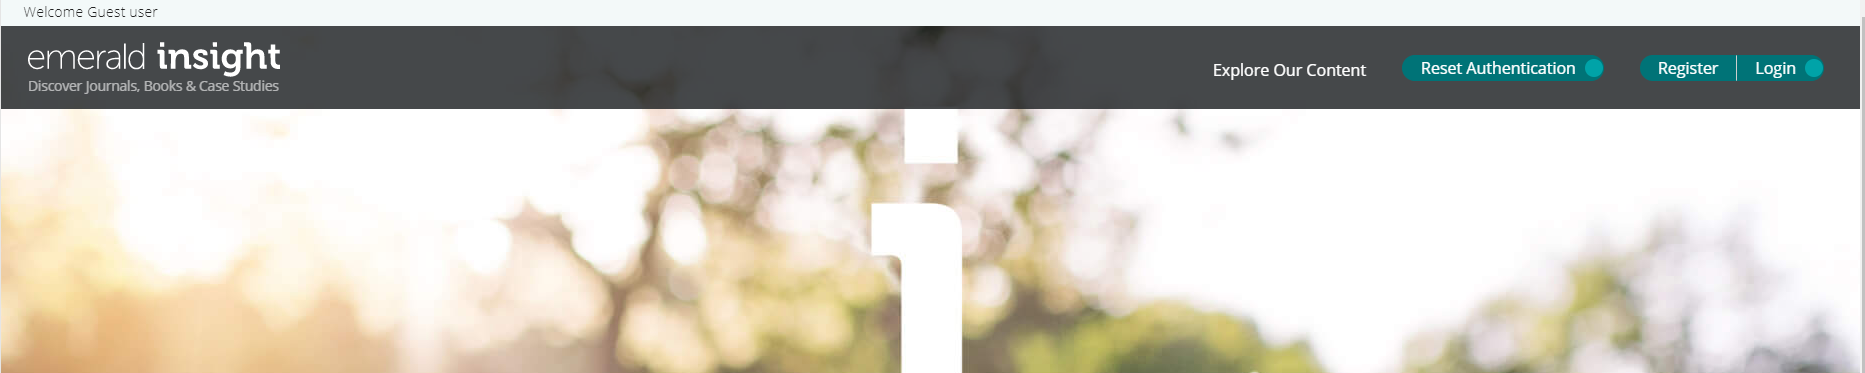 Welcome Guest user
emerald insight
Discover Journals, Books & Case Studies
Explore Our Content
Reset Authentication
Register
Login
i